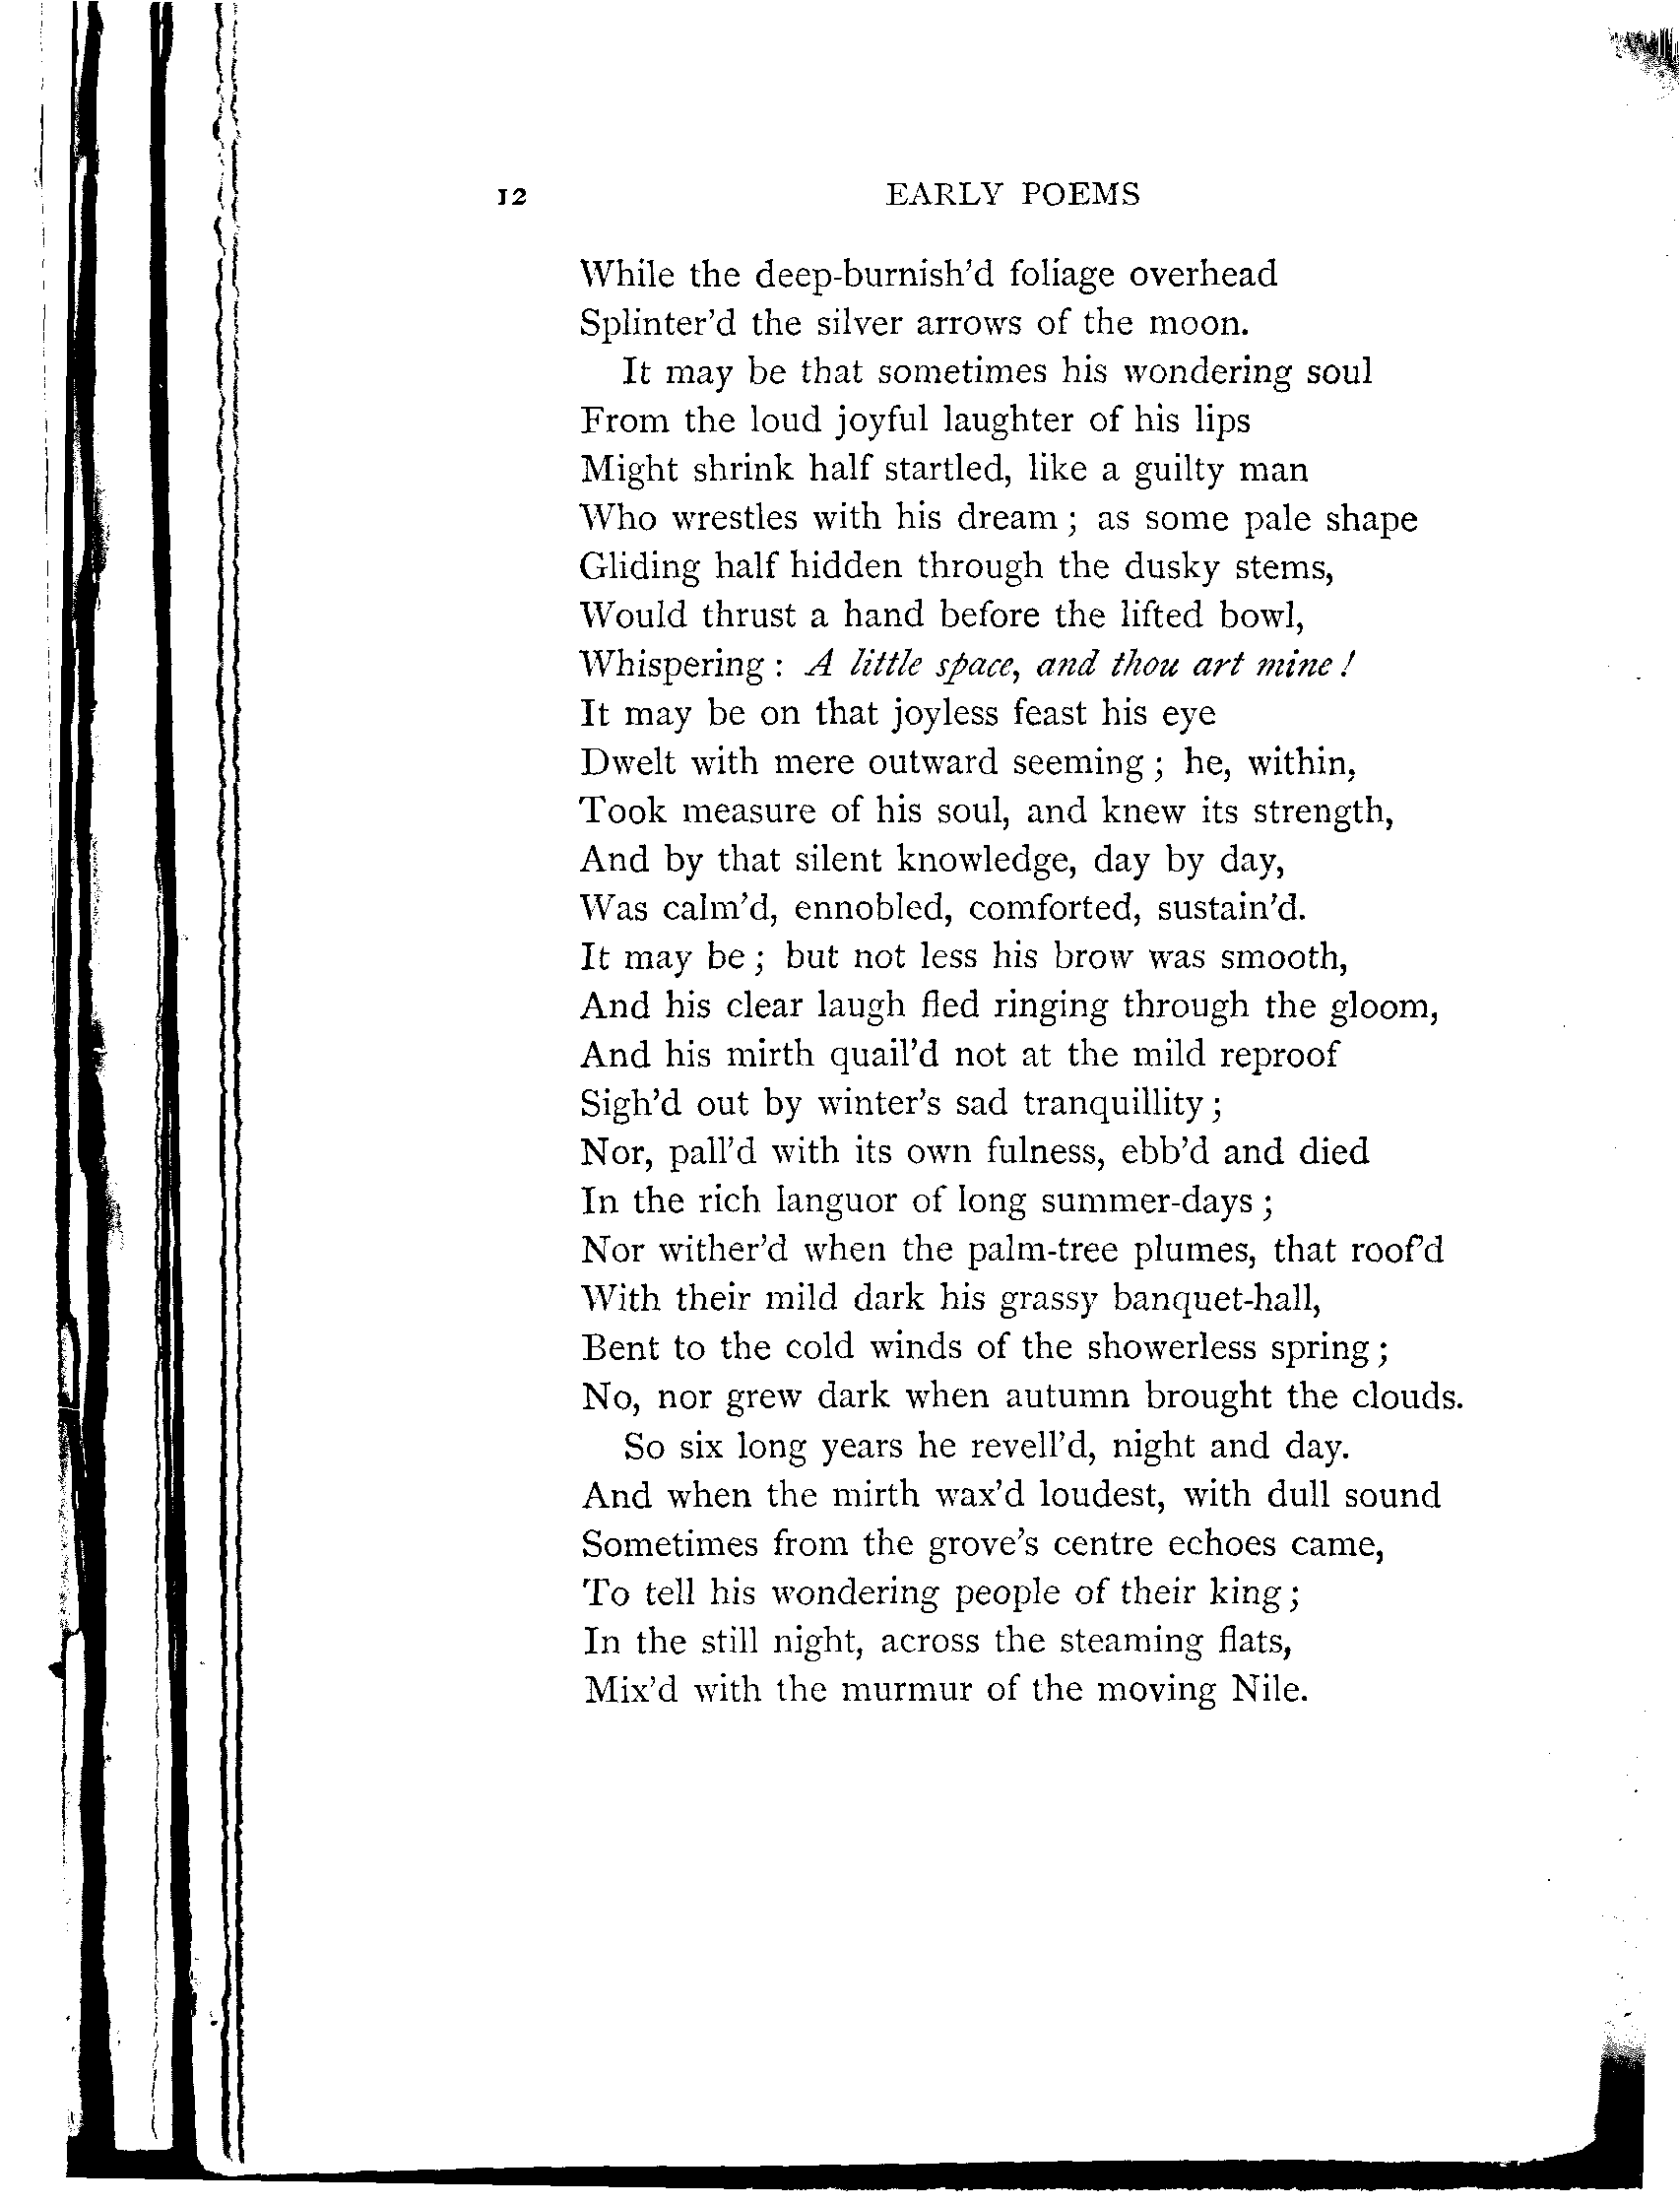 12 EARLY POEMS
While the deep-burnish'd foliage overhead
Splinter'd the silver arrows of the moon.
It may be that sometimes his wondering soul
From the loud joyful laughter of his lips
Might shrink half startled, like a guilty man
Who wrestles with his dream ; as some pale shape
Gliding half hidden through the dusky stems,
Would thrust a hand before the lifted bowl,
Whispering : A little space, and thou art mine !
It may be on that joyless feast his eye
Dwelt with mere outward seeming ; he, within,
Took measure of his soul, and knew its strength,
And by that silent knowledge, day by day,
Was calm'd, ennobled, comforted, sustain'd.
It may be ; but not less his brow was smooth,
And his clear laugh fled ringing through the gloom,
And his mirth quail'd not at the mild reproof
Sigh'd out by winter's sad tranquillity ;
Nor, pall'd with its own fulness, ebb'd and died
In the rich languor of long summer-days ;
Nor wither'd when the palm-tree plumes, that roof'd
With their mild dark his grassy banquet-hall,
Bent to the cold winds of the showerless spring ;
No, nor grew dark when autumn brought the clouds.
So six long years he revell'd, night and day.
And when the mirth wax'd loudest, with dull sound
Sometimes from the grove's centre echoes came,
To tell his wondering people of their king ;
In the still night, across the steaming flats,
Mix'd with the murmur of the moving Nile.